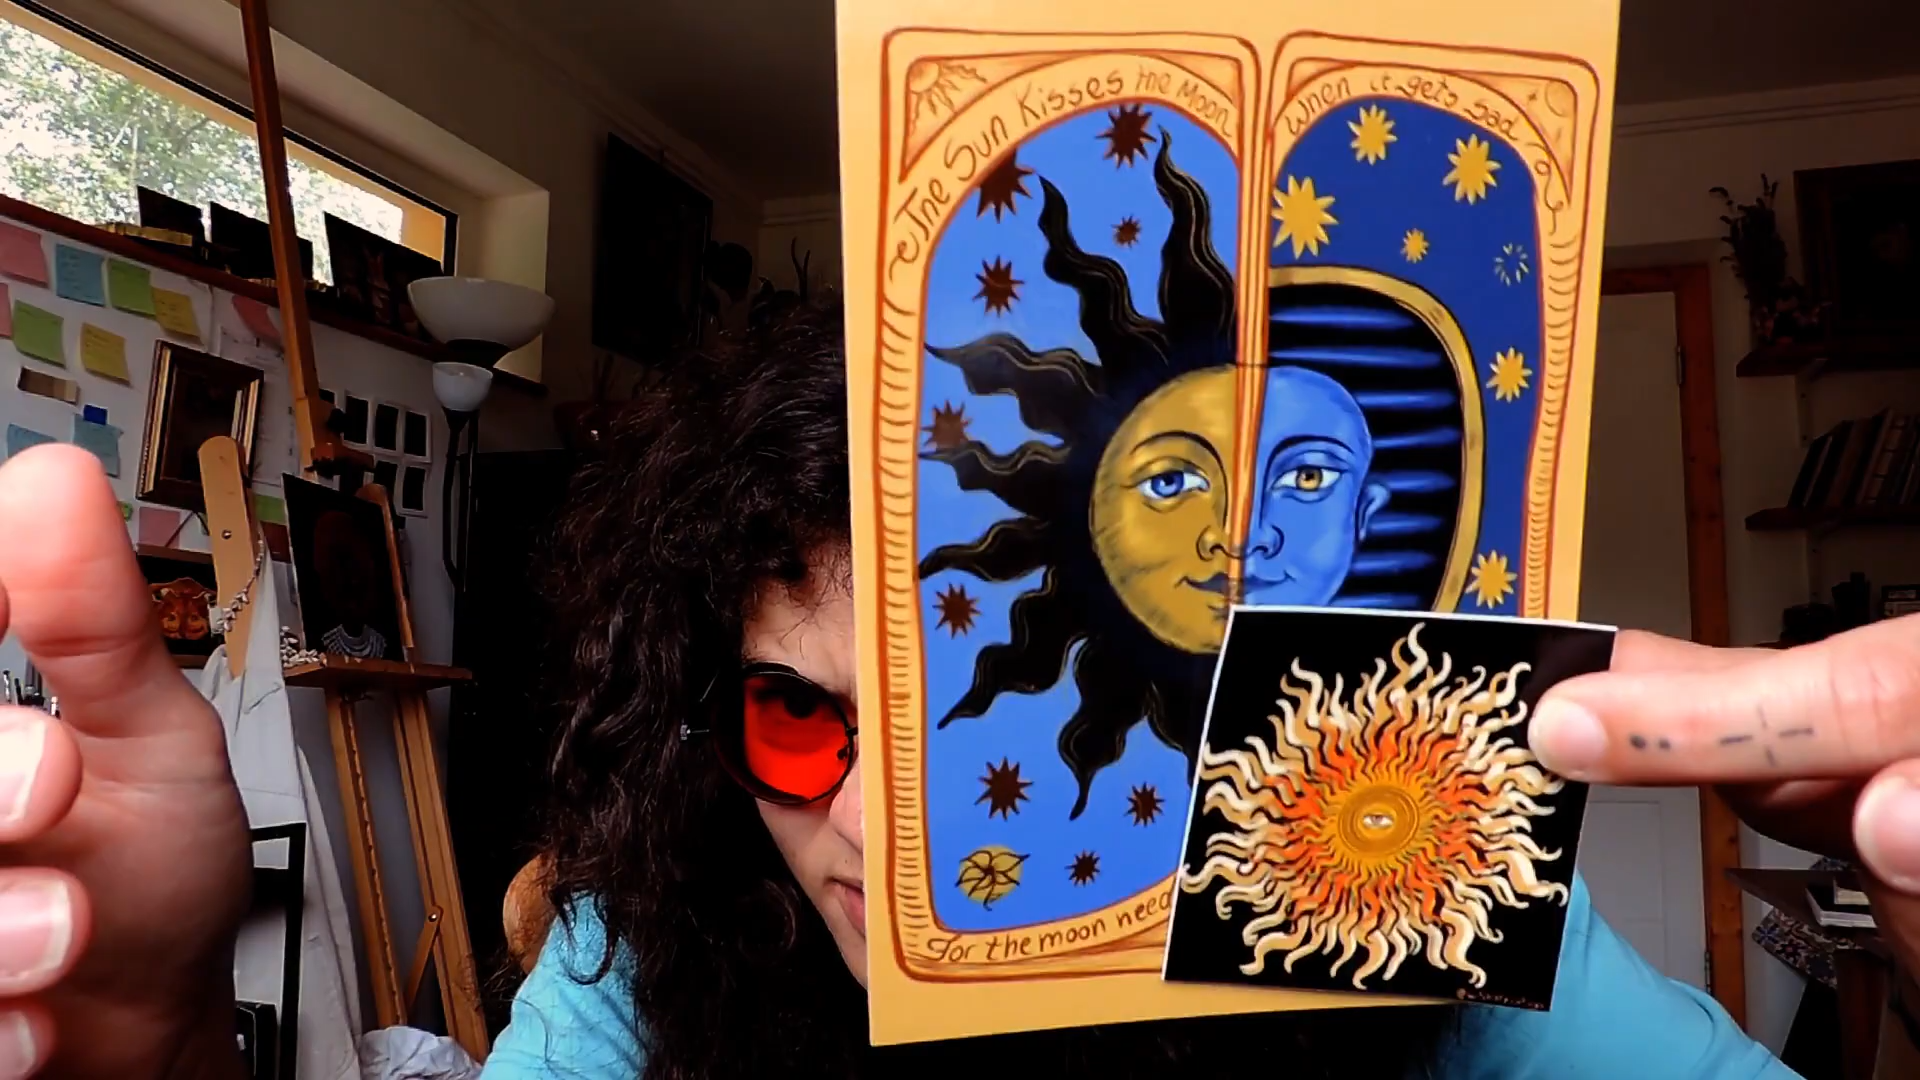 The Sun Kisses the Moon
When it gets sad
for the moon need